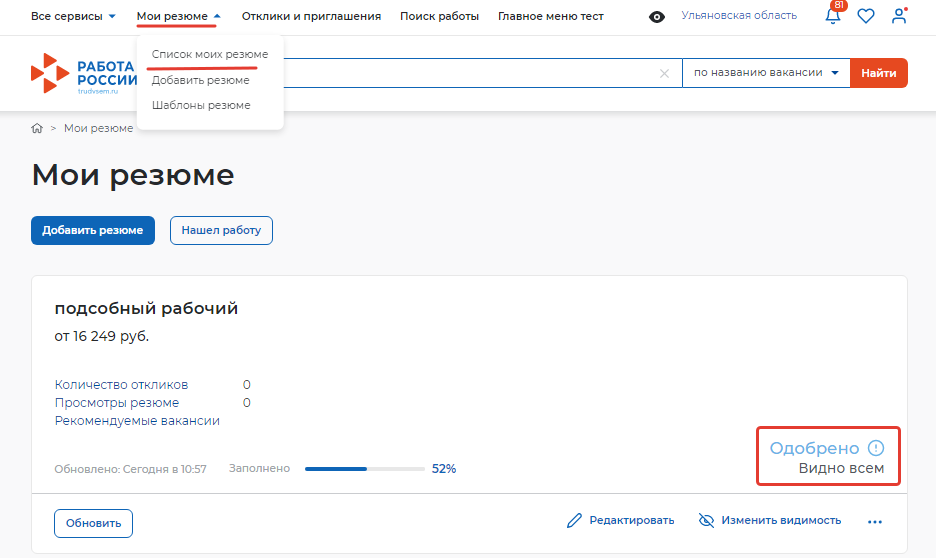 Все сервисы Мои резюме Отклики и приглашения Поиск работы Главное меню тест Ульяновская область 81
Список моих резюме
Добавить резюме
Шаблоны резюме
РАБОТА
РОССИИ
trudvsem.ru
по названию вакансии Найти
> Мои резюме
Мои резюме
Добавить резюме Нашел работу
подсобный рабочий
от 16 249 руб.
Количество откликов 0
Просмотры резюме 0
Рекомендуемые вакансии
Одобрено
Видно всем
Обновлено: Сегодня в 10:57 Заполнено 52%
Обновить Редактировать Изменить видимость